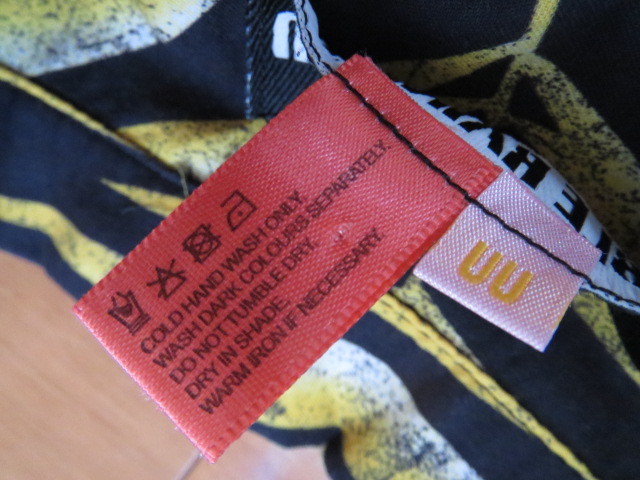 COLD HAND WASH ONLY.
WASH DARK COLOURS SEPARATELY.
DO NOT TUMBLE DRY.
DRY IN SHADE
WARM IRON IF NECESSARY